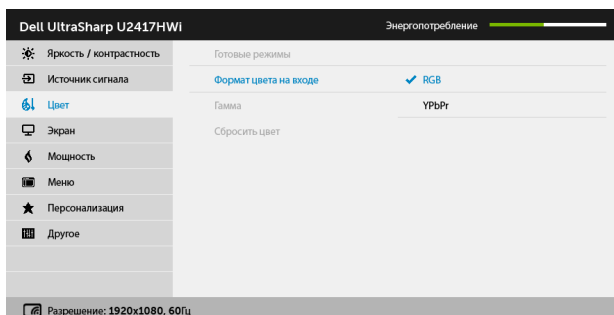 Dell UltraSharp U2417HWi
Энергопотребление
Яркость / контрастность
Готовые режимы
Источник сигнала
Формат цвета на входе
RGB
Цвет
Гамма
YPbPr
Экран
Сбросить цвет
Мощность
Меню
Персонализация
Другое
Разрешение: 1920x1080, 60Гц